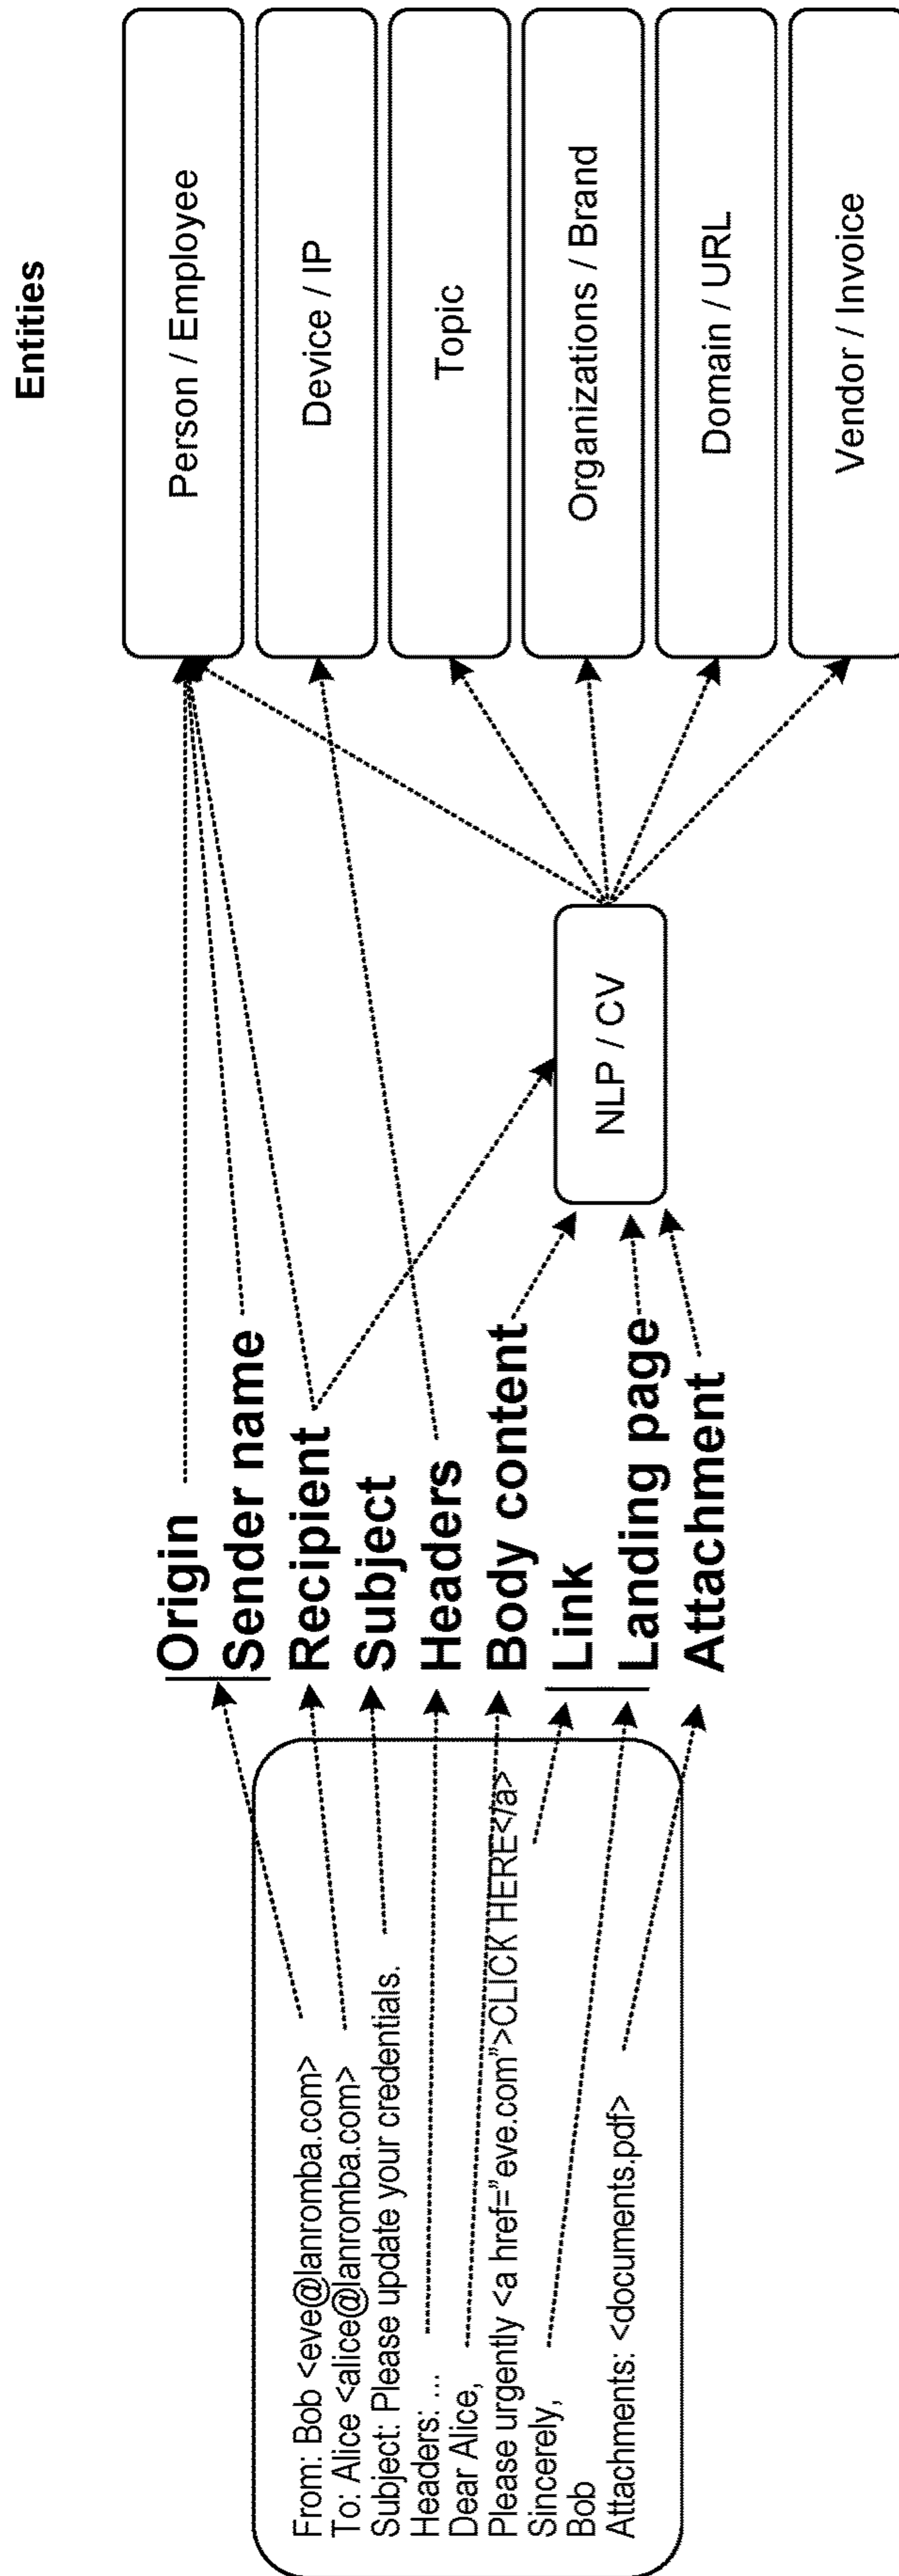 From: Bob <eve@lanromba.com>
To: Alice <alice@lanromba.com>
Subject: Please update your credentials.
Headers: ...
Dear Alice,
Please urgently <a href=”eve.com”>CLICK HERE</a>
Sincerely,
Bob
Attachments: <documents.pdf>
Origin
Sender name
Recipient
Subject
Headers
Body content
Link
Landing page
Attachment
NLP / CV
Entities
Person / Employee
Device / IP
Topic
Organizations / Brand
Domain / URL
Vendor / Invoice